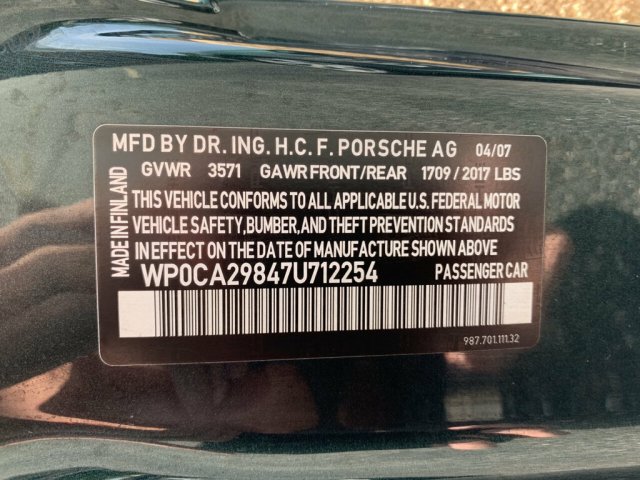 MFD BY DR. ING. H.C. F. PORSCHE AG 04/07
GVWR 3571 GAWR FRONT/REAR 1709 / 2017 LBS
THIS VEHICLE CONFORMS TO ALL APPLICABLE U.S. FEDERAL MOTOR
VEHICLE SAFETY, BUMPER, AND THEFT PREVENTION STANDARDS
IN EFFECT ON THE DATE OF MANUFACTURE SHOWN ABOVE
WP0CA29847U712254 PASSENGER CAR
987.701.111.32
MADE IN FINLAND